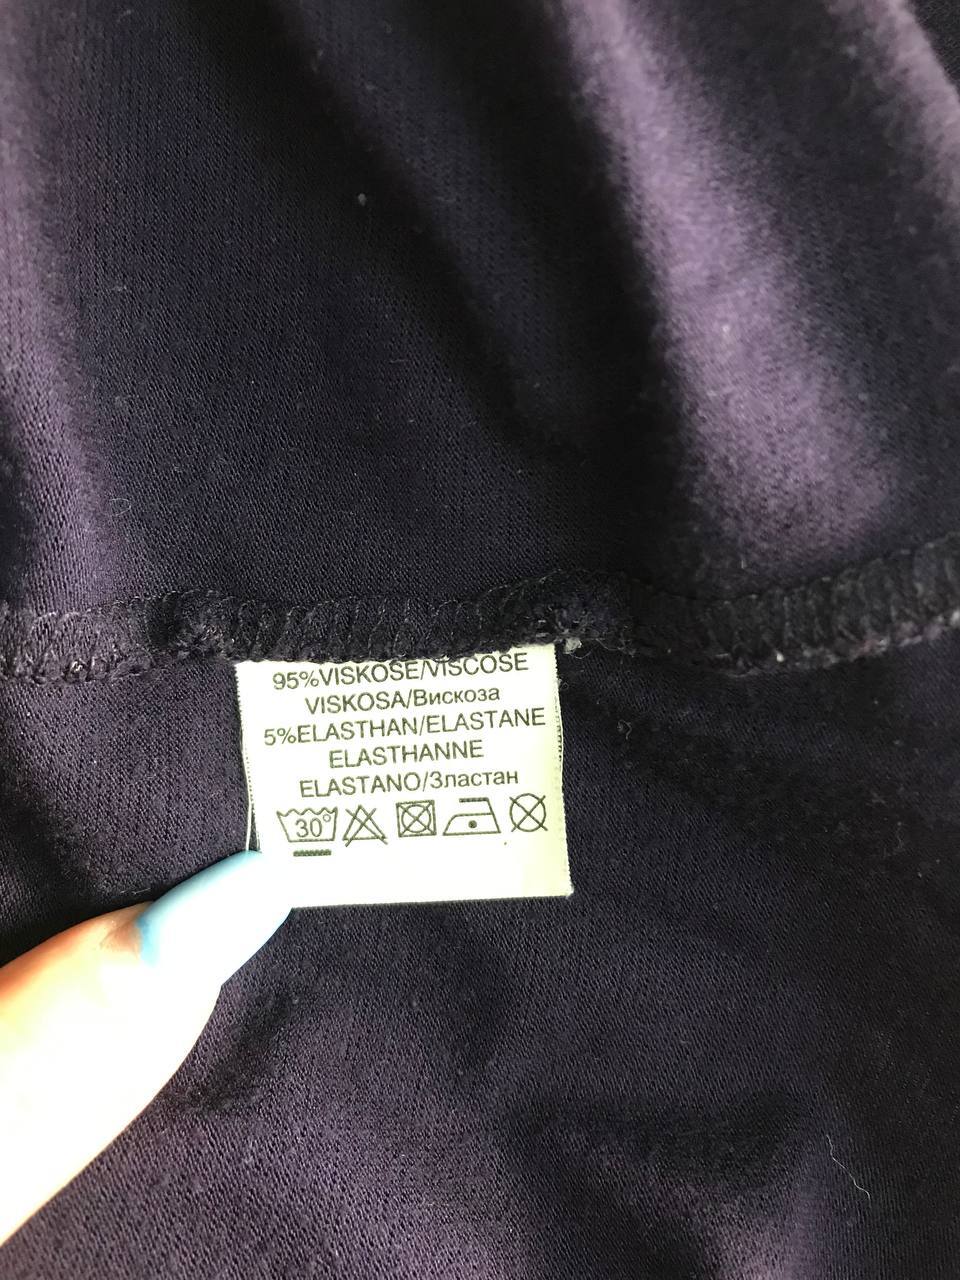 95%VISKOSE/VISCOSE
VISKOSA/Вискоза
5%ELASTHAN/ELASTANE
ELASTHANNE
ELASTANO/Зластан
30°